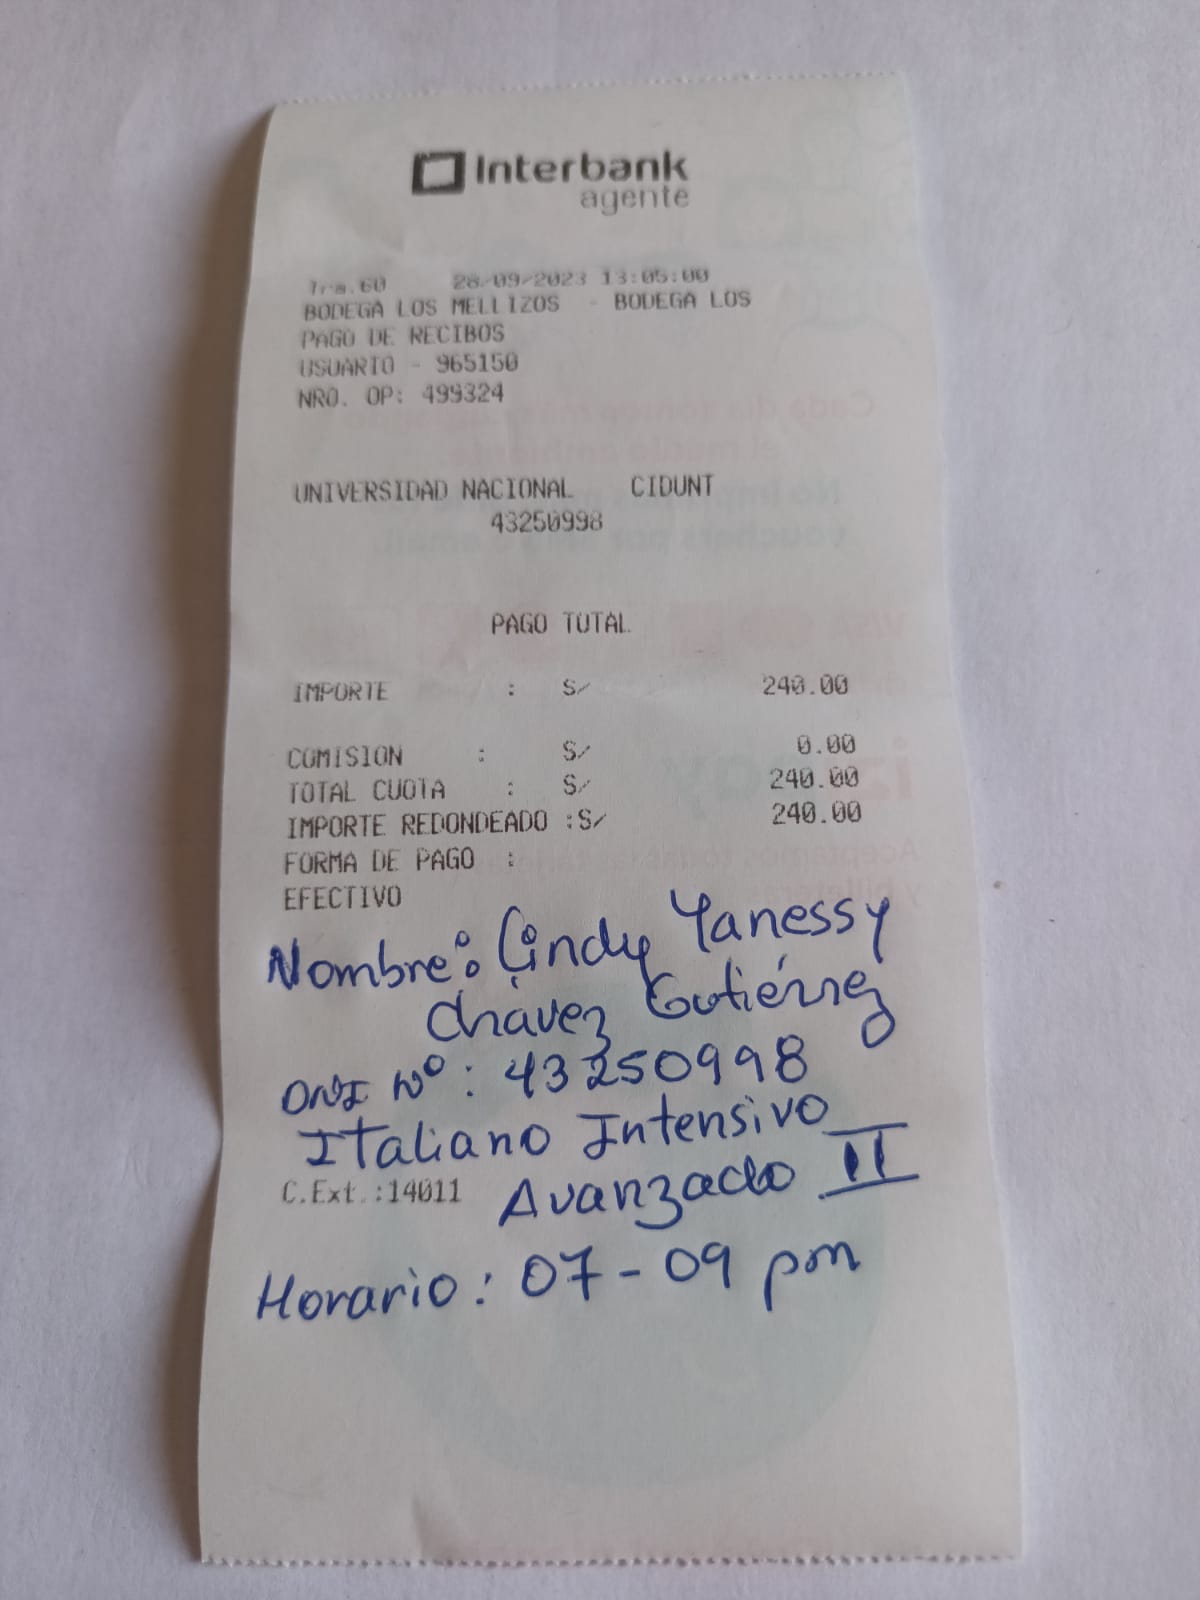 Interbank
agente
Trm.60 28/09/2023 13:05:00
BODEGA LOS MELLIZOS - BODEGA LOS
PAGO DE RECIBOS
USUARIO - 965150
NRO. OP: 499324
UNIVERSIDAD NACIONAL CIDUNT
43250998
PAGO TOTAL
IMPORTE : S/ 240.00
COMISION : S/ 0.00
TOTAL CUOTA : S/ 240.00
IMPORTE REDONDEADO :S/ 240.00
FORMA DE PAGO :
EFECTIVO
Nombre: Cindy Yanessy
Chávez Gutiérrez
DNI Nº: 43250998
Italiano Intensivo
C.Ext.:14011 Avanzado II
Horario: 07-09 pm